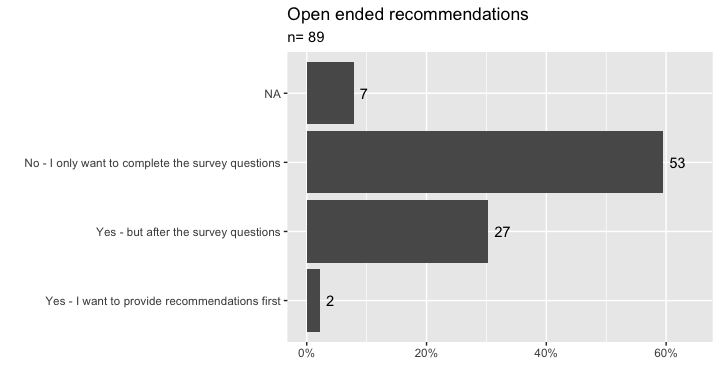 Open ended recommendations
n= 89
NA
7
No - I only want to complete the survey questions
53
Yes - but after the survey questions
27
Yes - I want to provide recommendations first
2
0%
20%
40%
60%